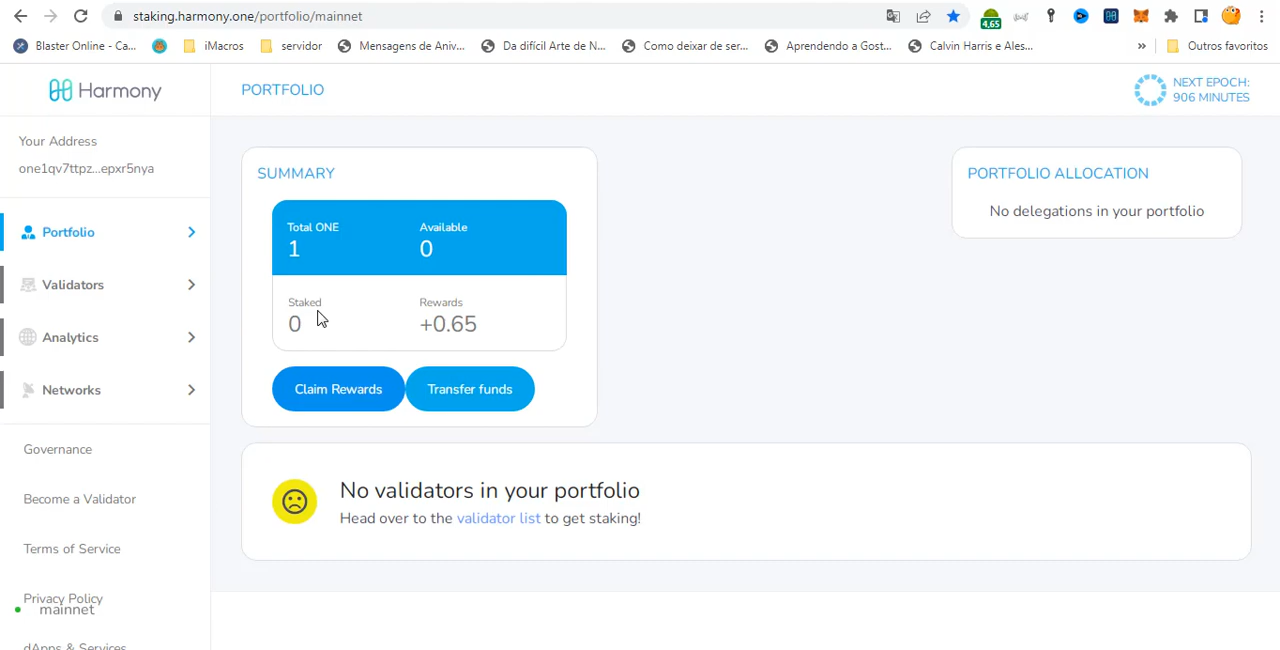 staking.harmony.one/portfolio/mainnet
4,65
Blaster Online - Ca...
iMacros
servidor
Mensagens de Aniv...
Da difícil Arte de N...
Como deixar de ser...
Aprendendo a Gost...
Calvin Harris e Ales...
»
Outros favoritos
Harmony
PORTFOLIO
NEXT EPOCH:
906 MINUTES
Your Address
one1qv7ttpz...epxr5nya
Portfolio
Validators
Analytics
Networks
Governance
Become a Validator
Terms of Service
Privacy Policy
mainnet
dApps & Services
SUMMARY
Total ONE
1
Available
0
Staked
0
Rewards
+0.65
Claim Rewards
Transfer funds
PORTFOLIO ALLOCATION
No delegations in your portfolio
No validators in your portfolio
Head over to the validator list to get staking!